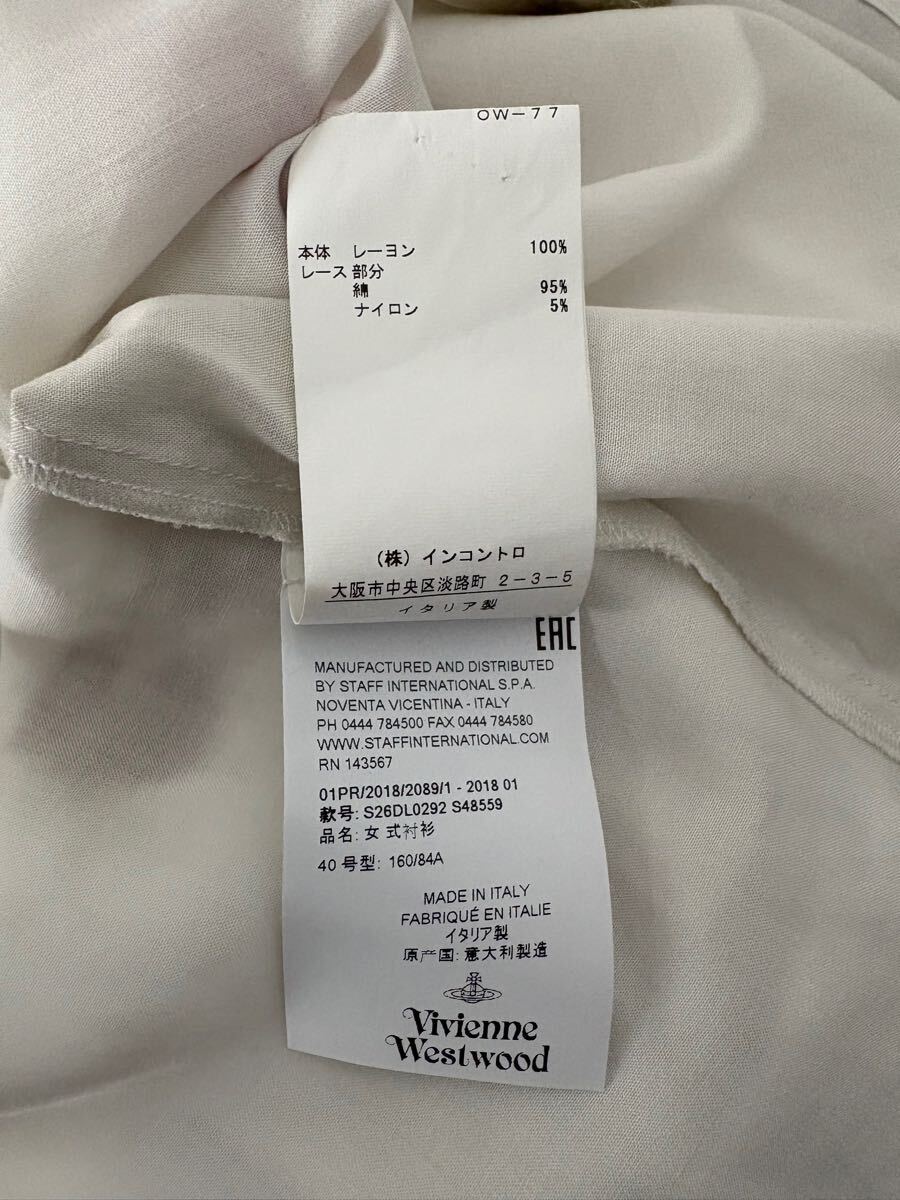 OW-77
本体 レーヨン 100%
レース部分
綿 95%
ナイロン 5%
(株) インコントロ
大阪市中央区淡路町 2-3-5
イタリア製
EAC
MANUFACTURED AND DISTRIBUTED
BY STAFF INTERNATIONAL S.P.A.
NOVENTA VICENTINA - ITALY
PH 0444 784500 FAX 0444 784580
WWW.STAFFINTERNATIONAL.COM
RN 143567
01PR/2018/2089/1 - 2018 01
款号: S26DL0292 S48559
品名: 女式衬衫
40 号型: 160/84A
MADE IN ITALY
FABRIQUÉ EN ITALIE
イタリア製
原产国: 意大利製造
Vivienne
Westwood